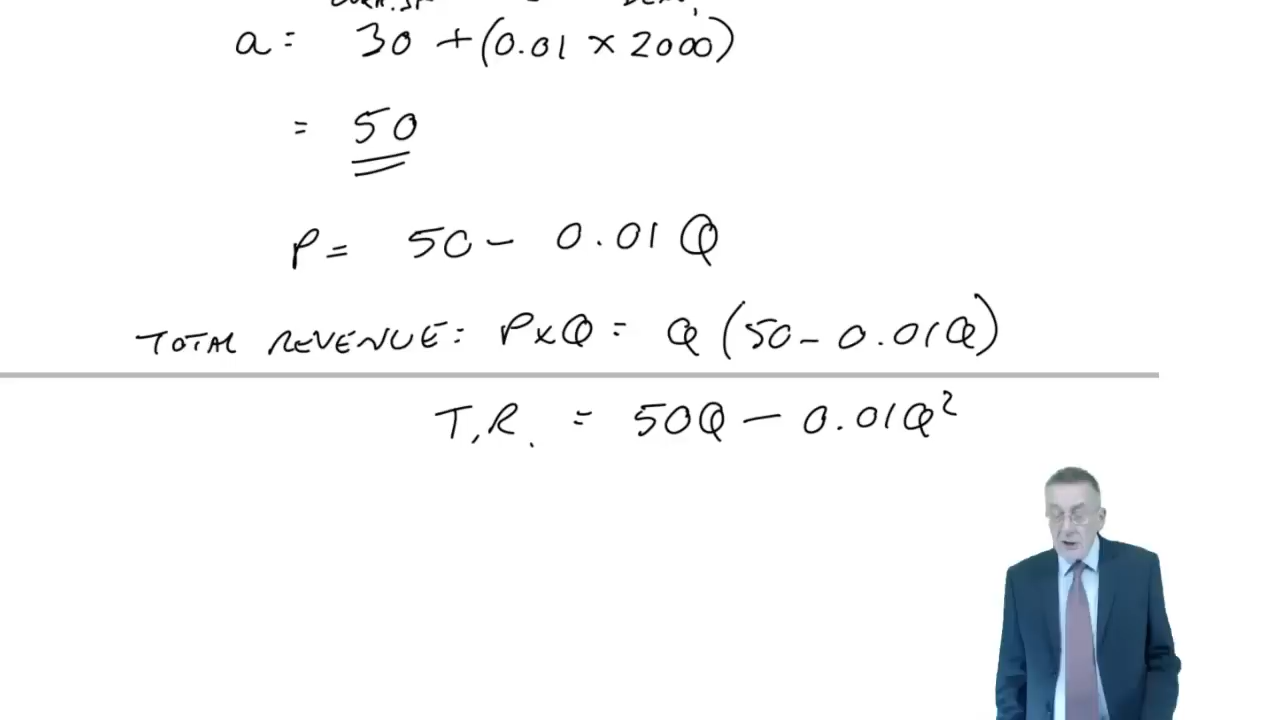 a = 30 + (0.01 × 2000)
= 50
P = 50 - 0.01Q
TOTAL REVENUE: P×Q = Q(50 - 0.01Q)
T.R. = 50Q - 0.01Q²